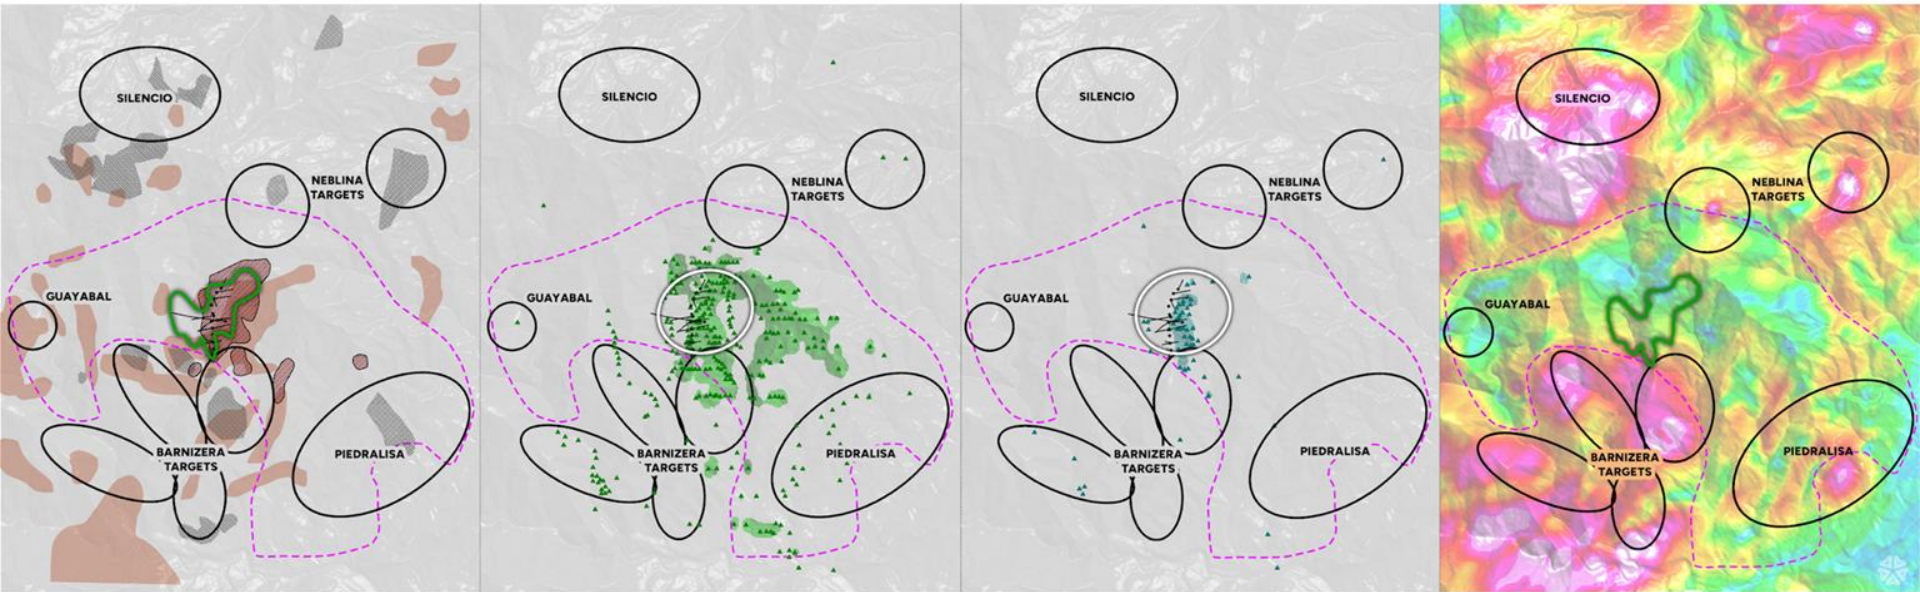 SILENCIO
NEBLINA
TARGETS
GUAYABAL
BARNIZERA
TARGETS
PIEDRALISA
SILENCIO
NEBLINA
TARGETS
GUAYABAL
BARNIZERA
TARGETS
PIEDRALISA
SILENCIO
NEBLINA
TARGETS
GUAYABAL
BARNIZERA
TARGETS
PIEDRALISA
SILENCIO
NEBLINA
TARGETS
GUAYABAL
BARNIZERA
TARGETS
PIEDRALISA